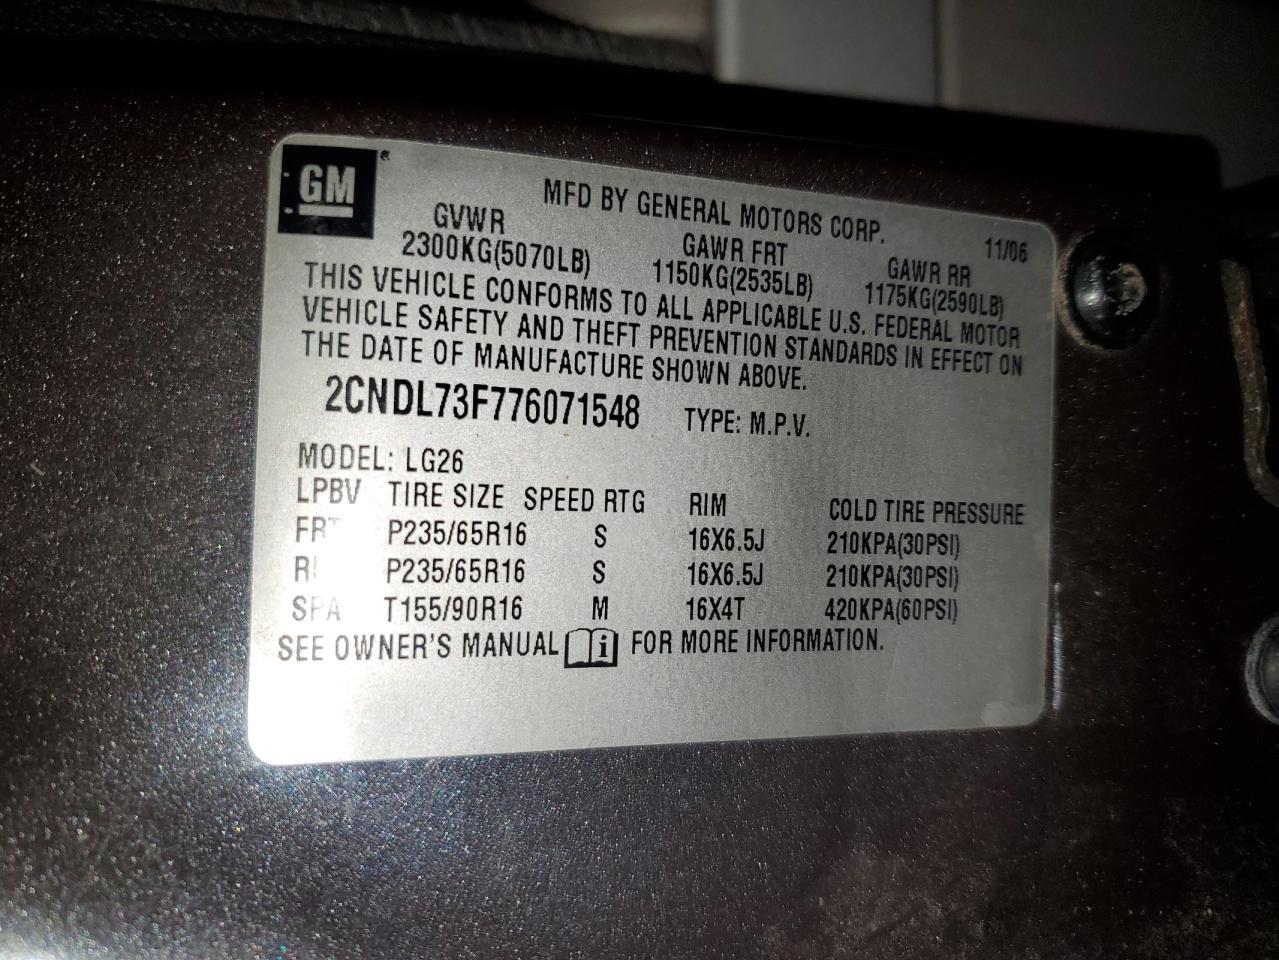 GM
MFD BY GENERAL MOTORS CORP. 11/06
GVWR GAWR FRT GAWR RR
2300KG(5070LB) 1150KG(2535LB) 1175KG(2590LB)
THIS VEHICLE CONFORMS TO ALL APPLICABLE U.S. FEDERAL MOTOR
VEHICLE SAFETY AND THEFT PREVENTION STANDARDS IN EFFECT ON
THE DATE OF MANUFACTURE SHOWN ABOVE.
2CNDL73F776071548 TYPE: M.P.V.
MODEL: LG26
LPBV TIRE SIZE SPEED RTG RIM COLD TIRE PRESSURE
FRT P235/65R16 S 16X6.5J 210KPA(30PSI)
P235/65R16 S 16X6.5J 210KPA(30PSI)
SPA T155/90R16 M 16X4T 420KPA(60PSI)
SEE OWNER'S MANUAL i FOR MORE INFORMATION.